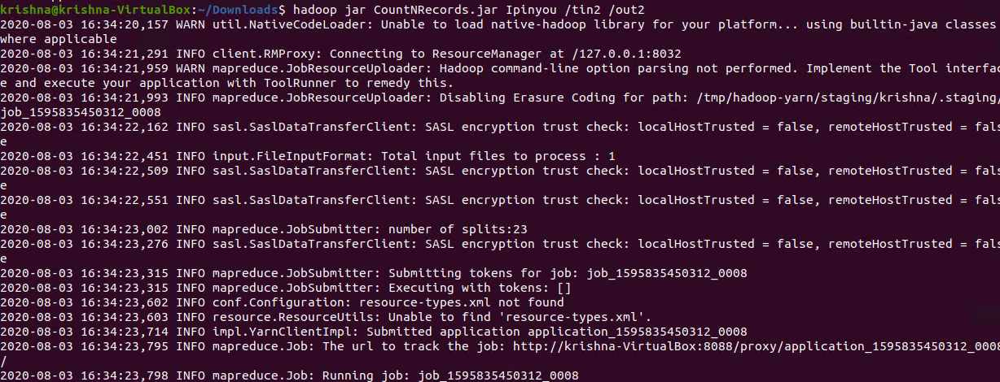 krishna@krishna-VirtualBox:~/Downloads$ hadoop jar CountNRecords.jar Ipinyou /tin2 /out2
2020-08-03 16:34:20,157 WARN util.NativeCodeLoader: Unable to load native-hadoop library for your platform... using builtin-java classes
where applicable
2020-08-03 16:34:21,291 INFO client.RMProxy: Connecting to ResourceManager at /127.0.0.1:8032
2020-08-03 16:34:21,959 WARN mapreduce.JobResourceUploader: Hadoop command-line option parsing not performed. Implement the Tool interfac
e and execute your application with ToolRunner to remedy this.
2020-08-03 16:34:21,993 INFO mapreduce.JobResourceUploader: Disabling Erasure Coding for path: /tmp/hadoop-yarn/staging/krishna/.staging/
job_1595835450312_0008
2020-08-03 16:34:22,162 INFO sasl.SaslDataTransferClient: SASL encryption trust check: localHostTrusted = false, remoteHostTrusted = fals
e
2020-08-03 16:34:22,451 INFO input.FileInputFormat: Total input files to process : 1
2020-08-03 16:34:22,509 INFO sasl.SaslDataTransferClient: SASL encryption trust check: localHostTrusted = false, remoteHostTrusted = fals
e
2020-08-03 16:34:22,551 INFO sasl.SaslDataTransferClient: SASL encryption trust check: localHostTrusted = false, remoteHostTrusted = fals
e
2020-08-03 16:34:23,002 INFO mapreduce.JobSubmitter: number of splits:23
2020-08-03 16:34:23,276 INFO sasl.SaslDataTransferClient: SASL encryption trust check: localHostTrusted = false, remoteHostTrusted = fals
e
2020-08-03 16:34:23,315 INFO mapreduce.JobSubmitter: Submitting tokens for job: job_1595835450312_0008
2020-08-03 16:34:23,315 INFO mapreduce.JobSubmitter: Executing with tokens: []
2020-08-03 16:34:23,602 INFO conf.Configuration: resource-types.xml not found
2020-08-03 16:34:23,603 INFO resource.ResourceUtils: Unable to find 'resource-types.xml'.
2020-08-03 16:34:23,714 INFO impl.YarnClientImpl: Submitted application application_1595835450312_0008
2020-08-03 16:34:23,795 INFO mapreduce.Job: The url to track the job: http://krishna-VirtualBox:8088/proxy/application_1595835450312_0008
/
2020-08-03 16:34:23,798 INFO mapreduce.Job: Running job: job_1595835450312_0008